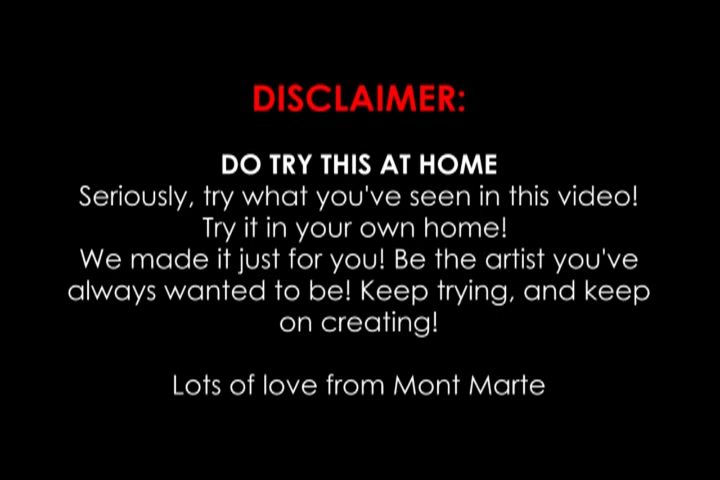 DISCLAIMER:
DO TRY THIS AT HOME
Seriously, try what you've seen in this video!
Try it in your own home!
We made it just for you! Be the artist you've
always wanted to be! Keep trying, and keep
on creating!
Lots of love from Mont Marte